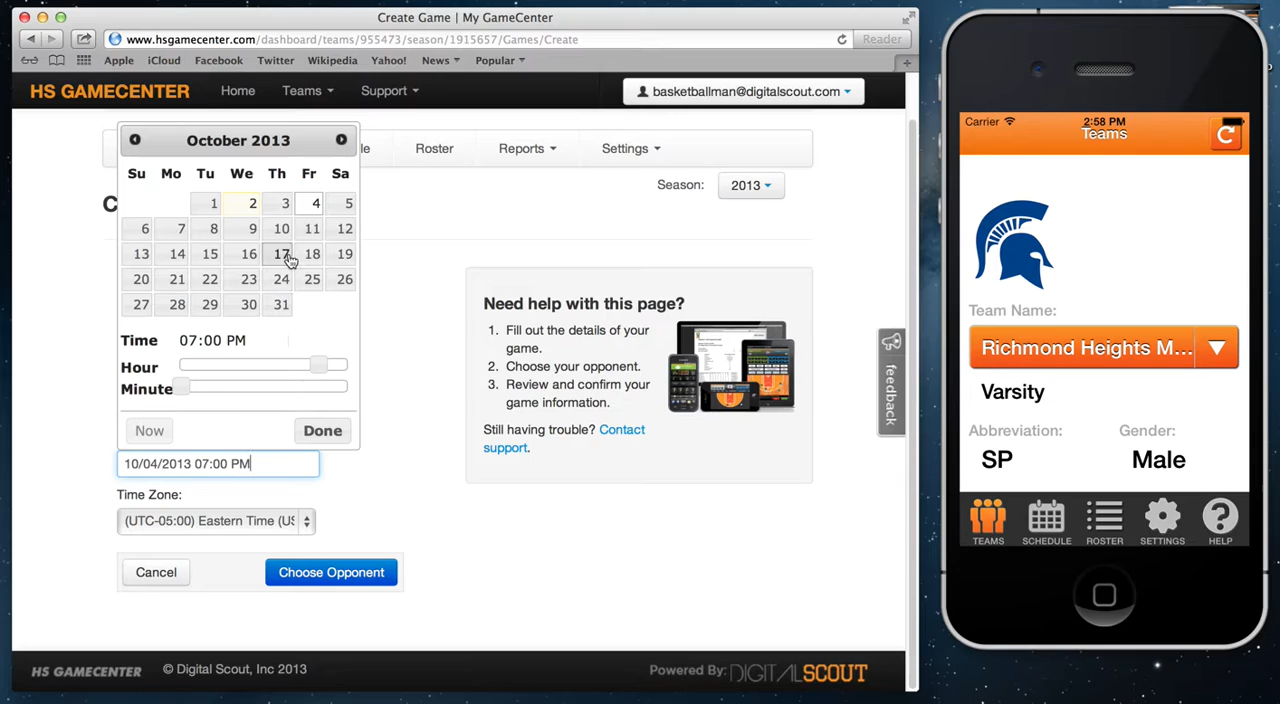 Create Game | My GameCenter
www.hsgamecenter.com/dashboard/teams/955473/season/1915657/Games/Create
Reader
Apple iCloud Facebook Twitter Wikipedia Yahoo! News Popular
HS GAMECENTER Home Teams Support basketballman@digitalscout.com
le Roster Reports Settings
Season: 2013
C
October 2013
Su Mo Tu We Th Fr Sa
1 2 3 4 5
6 7 8 9 10 11 12
13 14 15 16 17 18 19
20 21 22 23 24 25 26
27 28 29 30 31
Time 07:00 PM
Hour
Minute
Now Done
10/04/2013 07:00 PM
Time Zone:
(UTC-05:00) Eastern Time (US
Cancel Choose Opponent
Need help with this page?
1. Fill out the details of your
game.
2. Choose your opponent.
3. Review and confirm your
game information.
Still having trouble? Contact
support.
feedback
HS GAMECENTER © Digital Scout, Inc 2013 Powered By: DIGITALSCOUT
Carrier 2:58 PM
Teams
Team Name:
Richmond Heights M...
Varsity
Abbreviation: Gender:
SP Male
TEAMS SCHEDULE ROSTER SETTINGS HELP